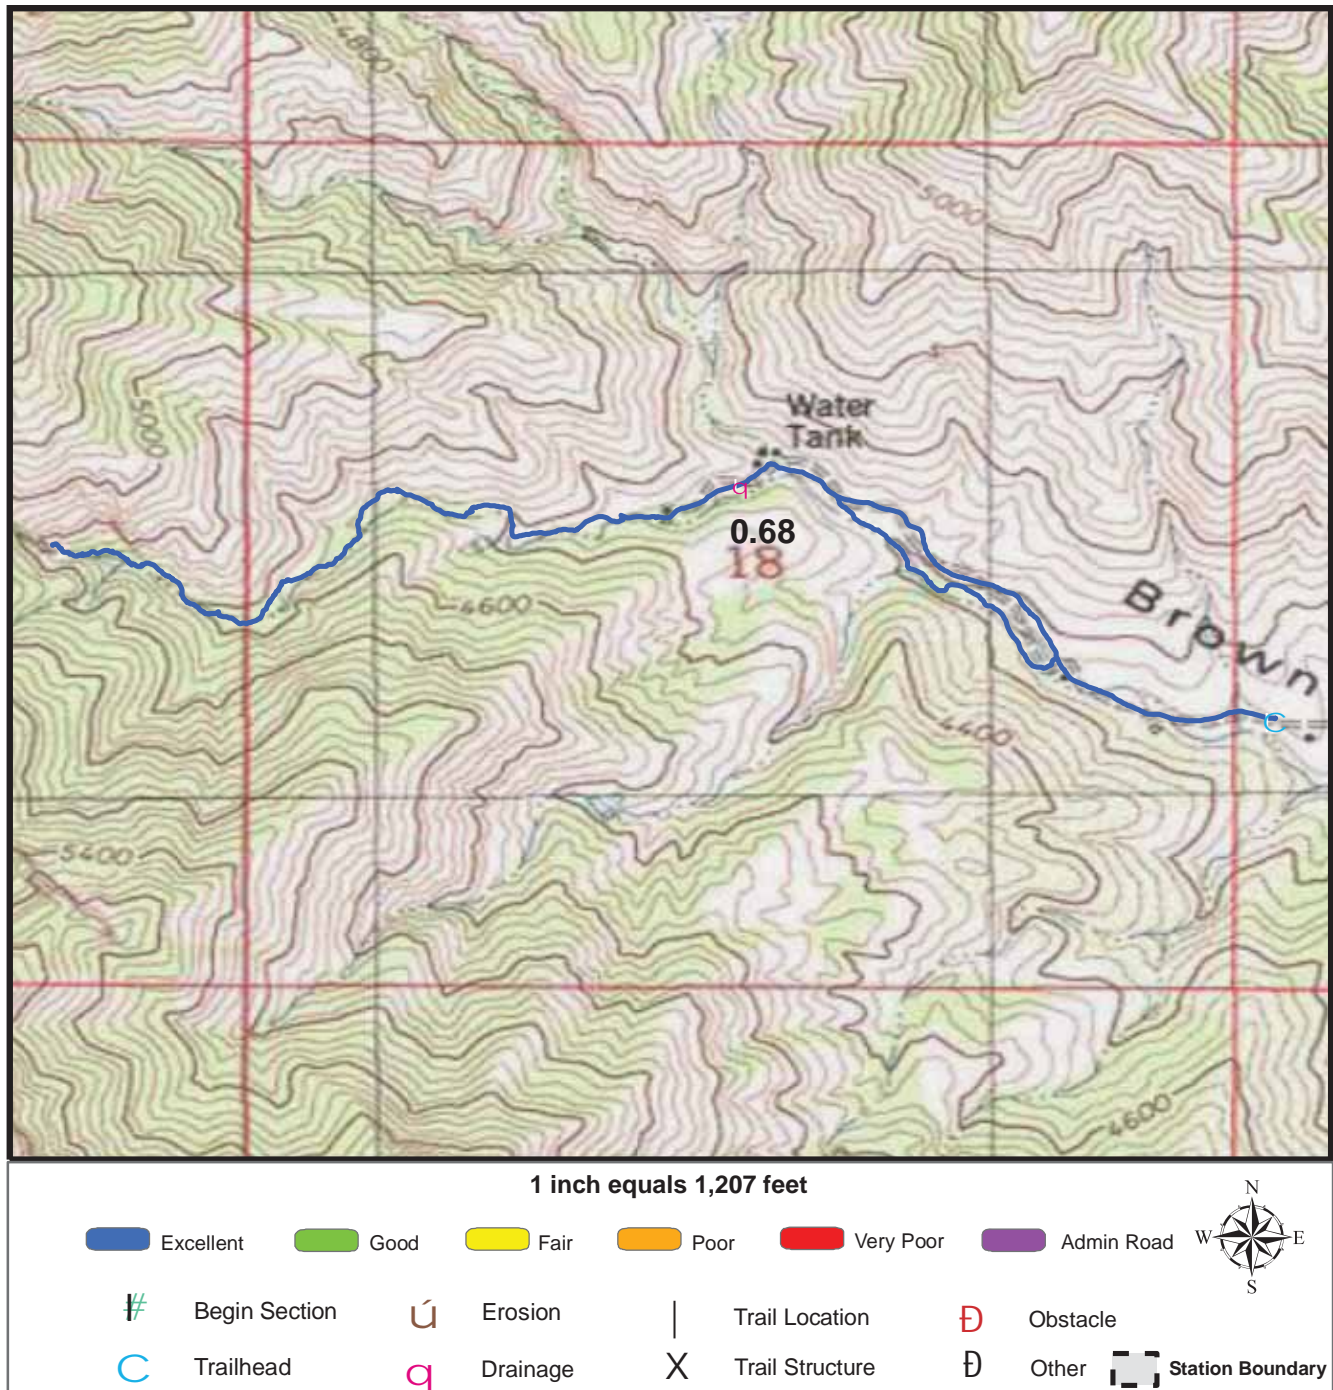 4800
5000
5000
Water
Tank
q
0.68
18
4600
Brown
4400
C
5400
4600
1 inch equals 1,207 feet
Excellent Good Fair Poor Very Poor Admin Road
N
W E
S
# Begin Section ú Erosion | Trail Location Đ Obstacle
C Trailhead q Drainage X Trail Structure Đ Other Station Boundary